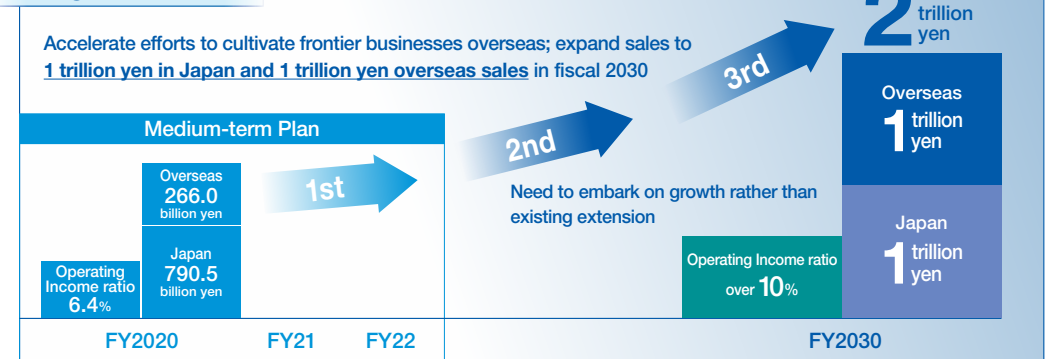 2 trillion
yen
Accelerate efforts to cultivate frontier businesses overseas; expand sales to
1 trillion yen in Japan and 1 trillion yen overseas sales in fiscal 2030
3rd
Overseas
1 trillion
yen
Medium-term Plan
2nd
Overseas
266.0
billion yen
1st
Need to embark on growth rather than
existing extension
Japan
790.5
billion yen
Operating
Income ratio
6.4%
Operating Income ratio
over 10%
Japan
1 trillion
yen
FY2020
FY21
FY22
FY2030